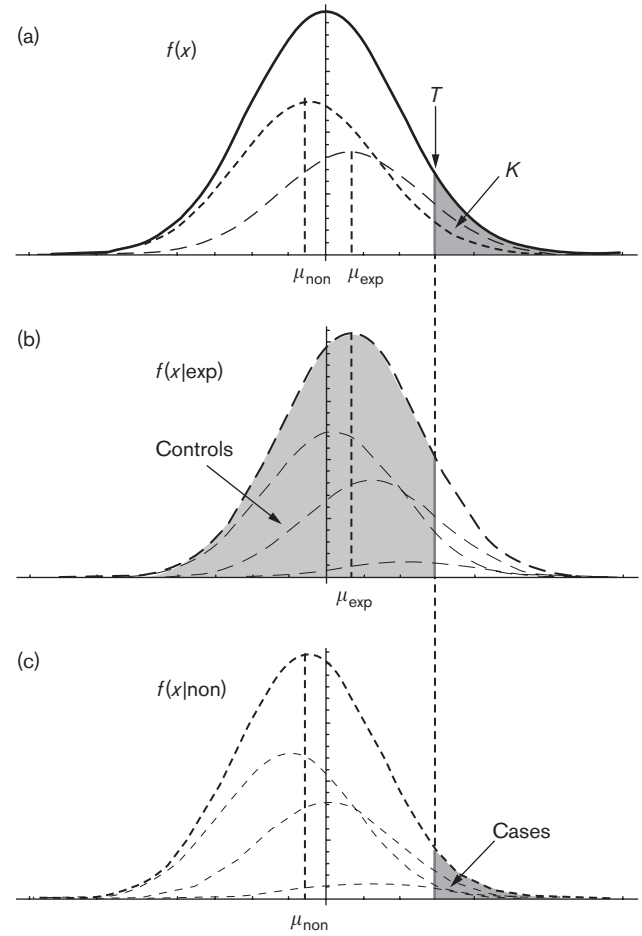 (a)
f(x)
T
K
μnon μexp
(b)
f(x|exp)
Controls
μexp
(c)
f(x|non)
Cases
μnon